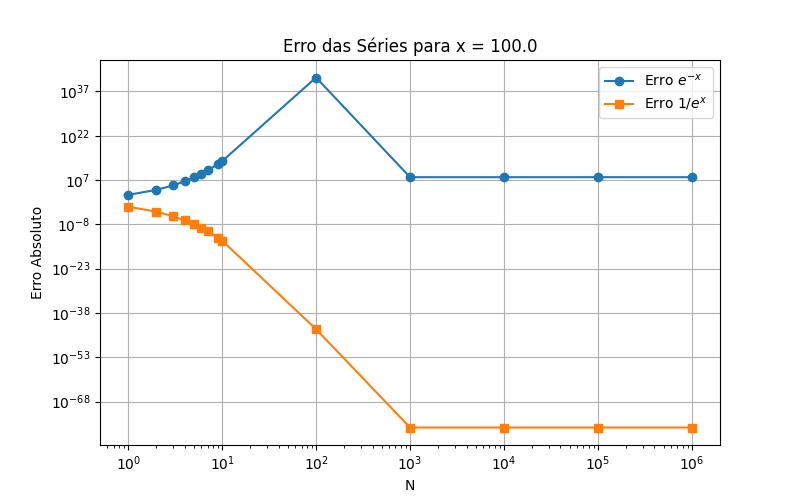 Erro das Séries para x = 100.0
Erro Absoluto
10^37
10^22
10^7
10^-8
10^-23
10^-38
10^-53
10^-68
Erro e^-x
Erro 1/e^x
10^0 10^1 10^2 10^3 10^4 10^5 10^6
N